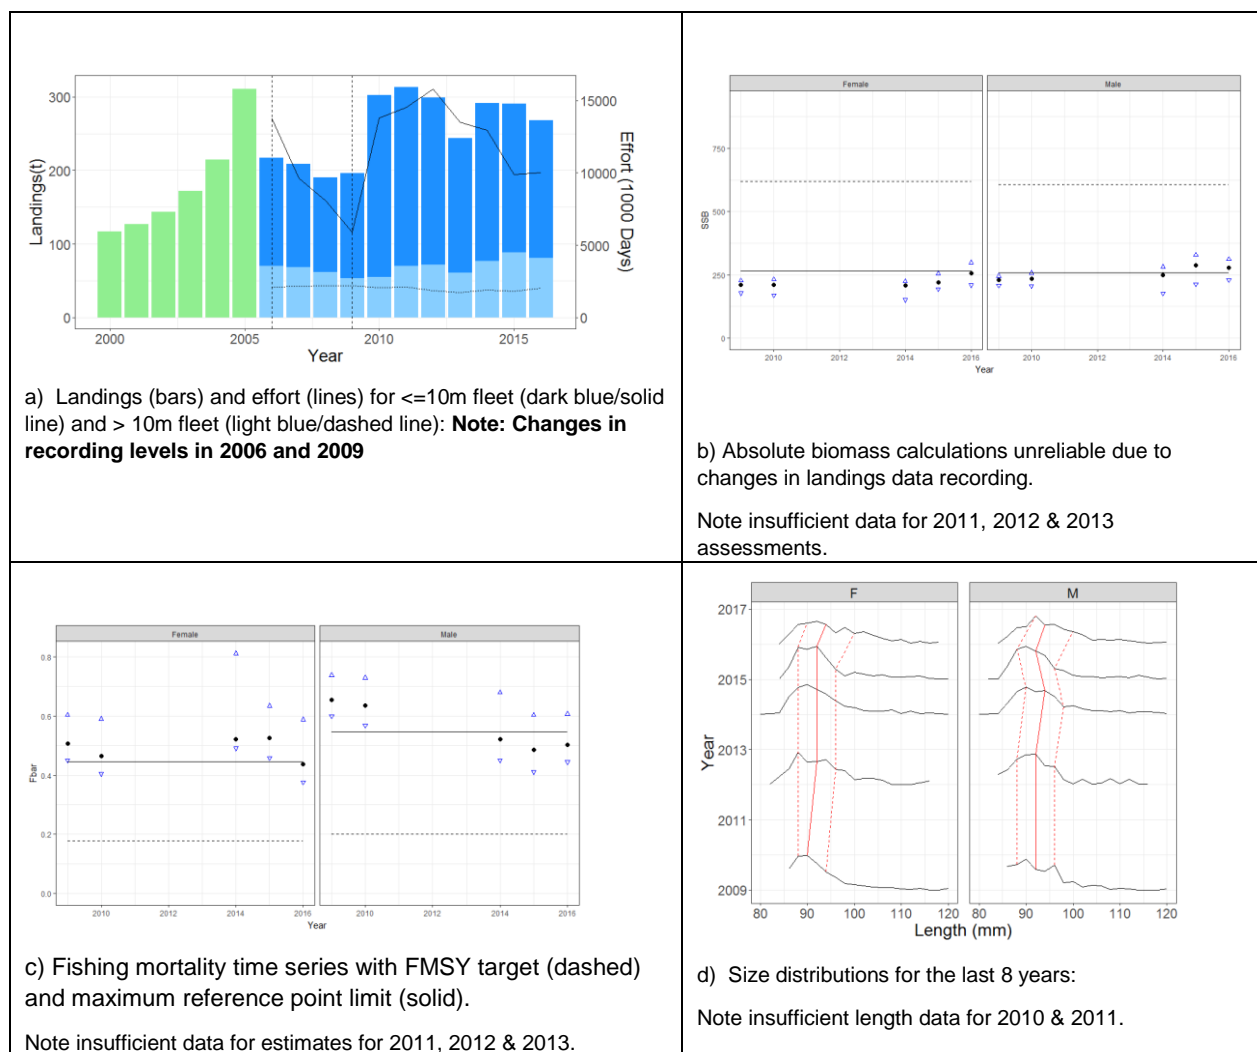 300
200
100
0
Landings(t)
15000
10000
5000
0
Effort (1000 Days)
2000
2005
2010
2015
Year
a) Landings (bars) and effort (lines) for <=10m fleet (dark blue/solid
line) and > 10m fleet (light blue/dashed line): Note: Changes in
recording levels in 2006 and 2009
Female
Male
750
500
250
0
SSB
2010
2012
2014
2016
2010
2012
2014
2016
Year
b) Absolute biomass calculations unreliable due to
changes in landings data recording.
Note insufficient data for 2011, 2012 & 2013
assessments.
Female
Male
0.8
0.6
0.4
0.2
0.0
Fbar
2010
2012
2014
2016
2010
2012
2014
2016
Year
c) Fishing mortality time series with FMSY target (dashed)
and maximum reference point limit (solid).
Note insufficient data for estimates for 2011, 2012 & 2013.
F
M
2017
2015
2013
2011
2009
Year
80
90
100
110
120
80
90
100
110
120
Length (mm)
d) Size distributions for the last 8 years:
Note insufficient length data for 2010 & 2011.